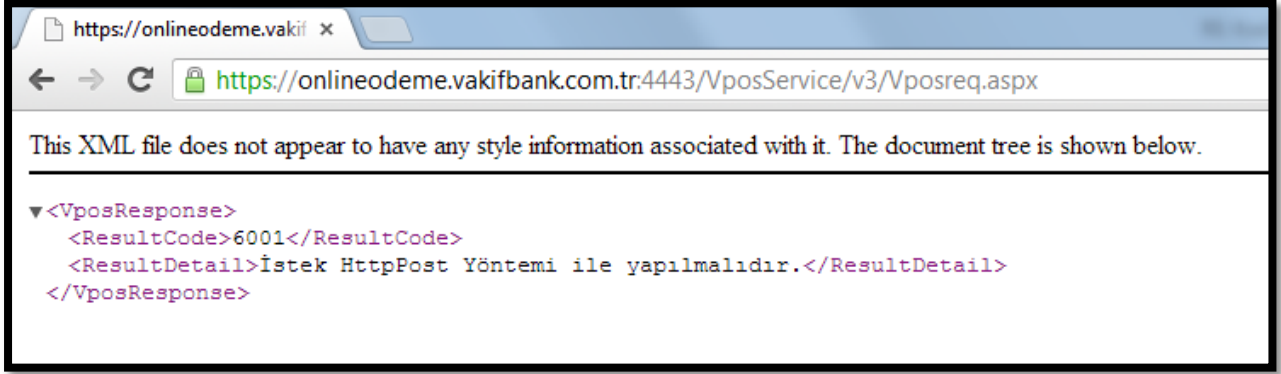 https://onlineodeme.vakif
https://onlineodeme.vakifbank.com.tr:4443/VposService/v3/Vposreq.aspx
This XML file does not appear to have any style information associated with it. The document tree is shown below.
▼<VposResponse>
<ResultCode>6001</ResultCode>
<ResultDetail>İstek HttpPost Yöntemi ile yapılmalıdır.</ResultDetail>
</VposResponse>